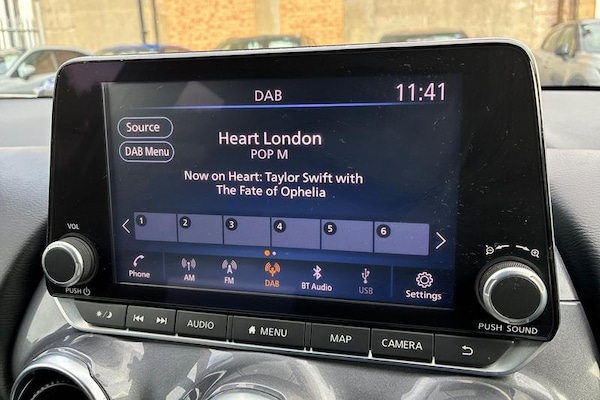 DAB
11:41
Source
DAB Menu
Heart London
POP M
Now on Heart: Taylor Swift with
The Fate of Ophelia
1 2 3 4 5 6
Phone
AM
FM
DAB
BT Audio
USB
Settings
VOL
PUSH
PUSH SOUND
AUDIO
MENU
MAP
CAMERA